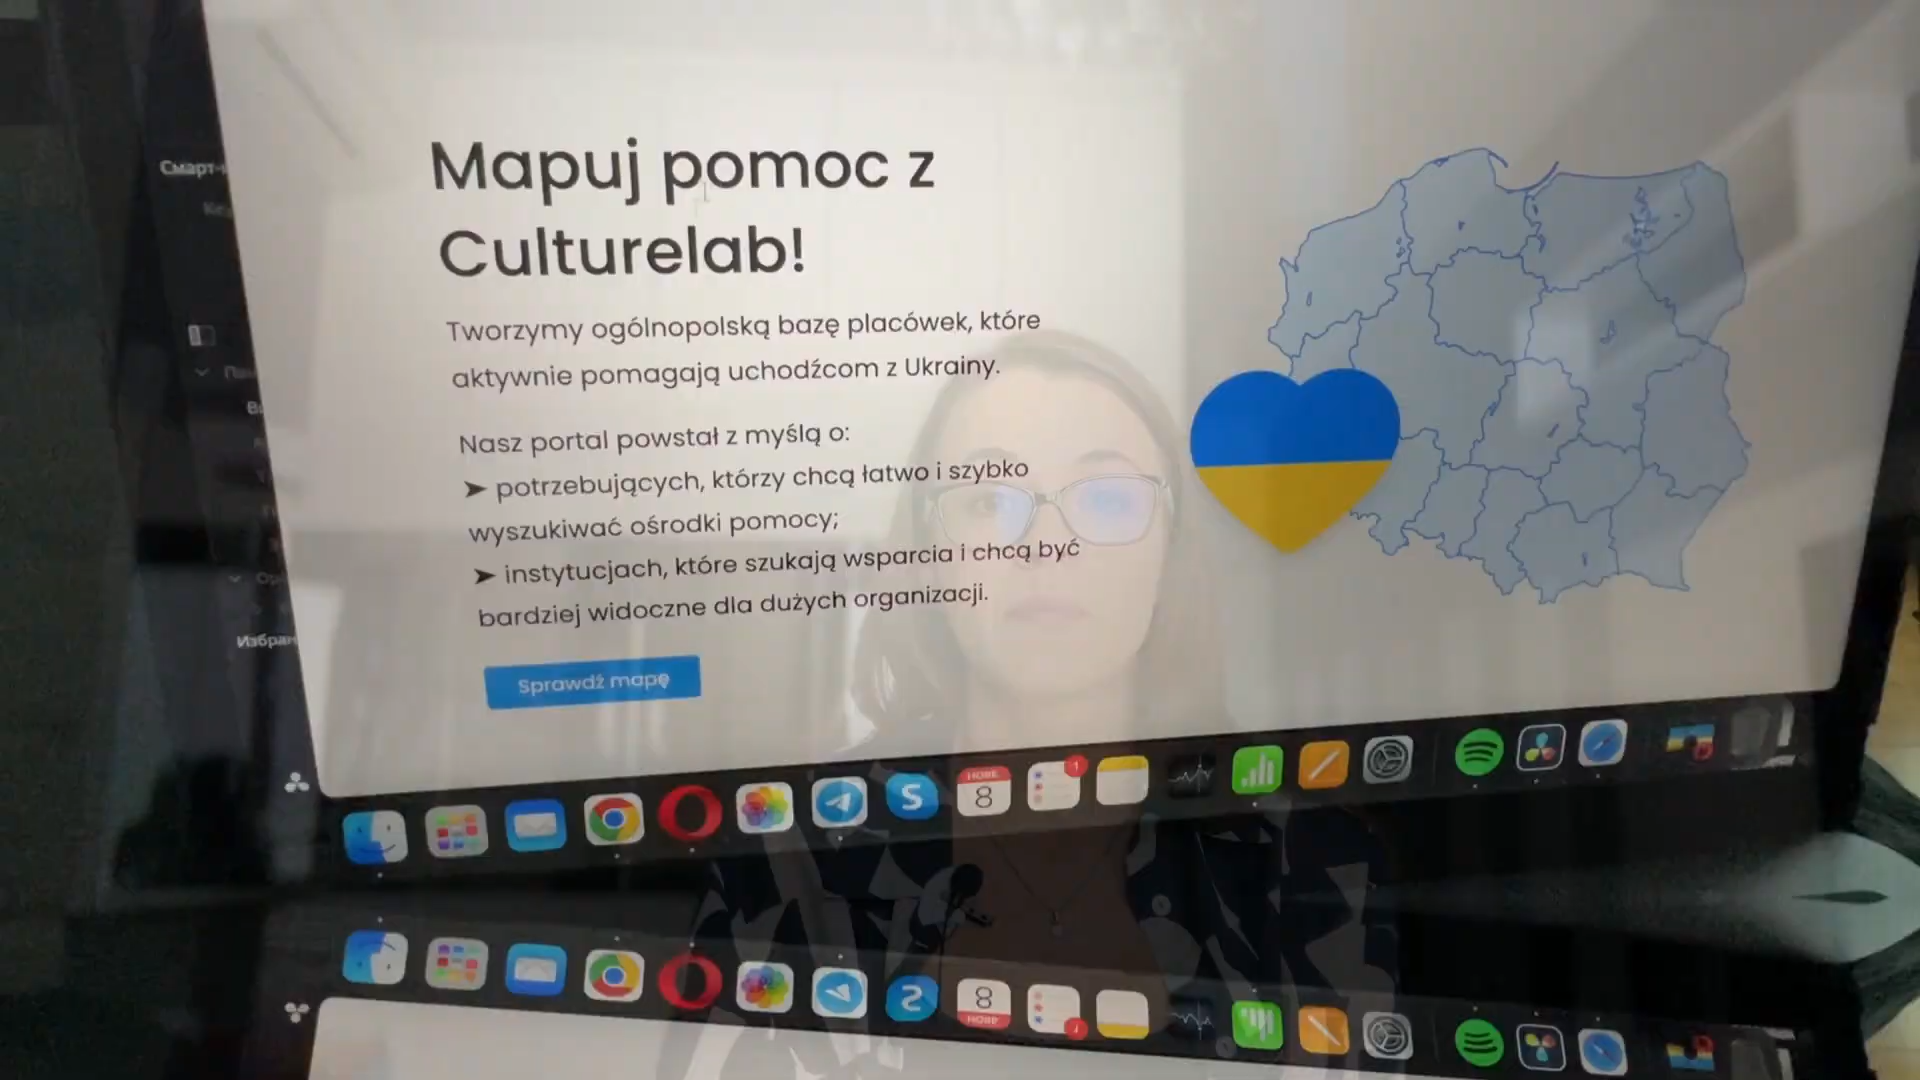 Mapuj pomoc z
Culturelab!
Tworzymy ogólnopolską bazę placówek, które
aktywnie pomagają uchodźcom z Ukrainy.
Nasz portal powstał z myślą o:
➤ potrzebujących, którzy chcą łatwo i szybko
wyszukiwać ośrodki pomocy;
➤ instytucjach, które szukają wsparcia i chcą być
bardziej widoczne dla dużych organizacji.
Sprawdź mapę
Смарт-
Избран
НОЯБ
8
1